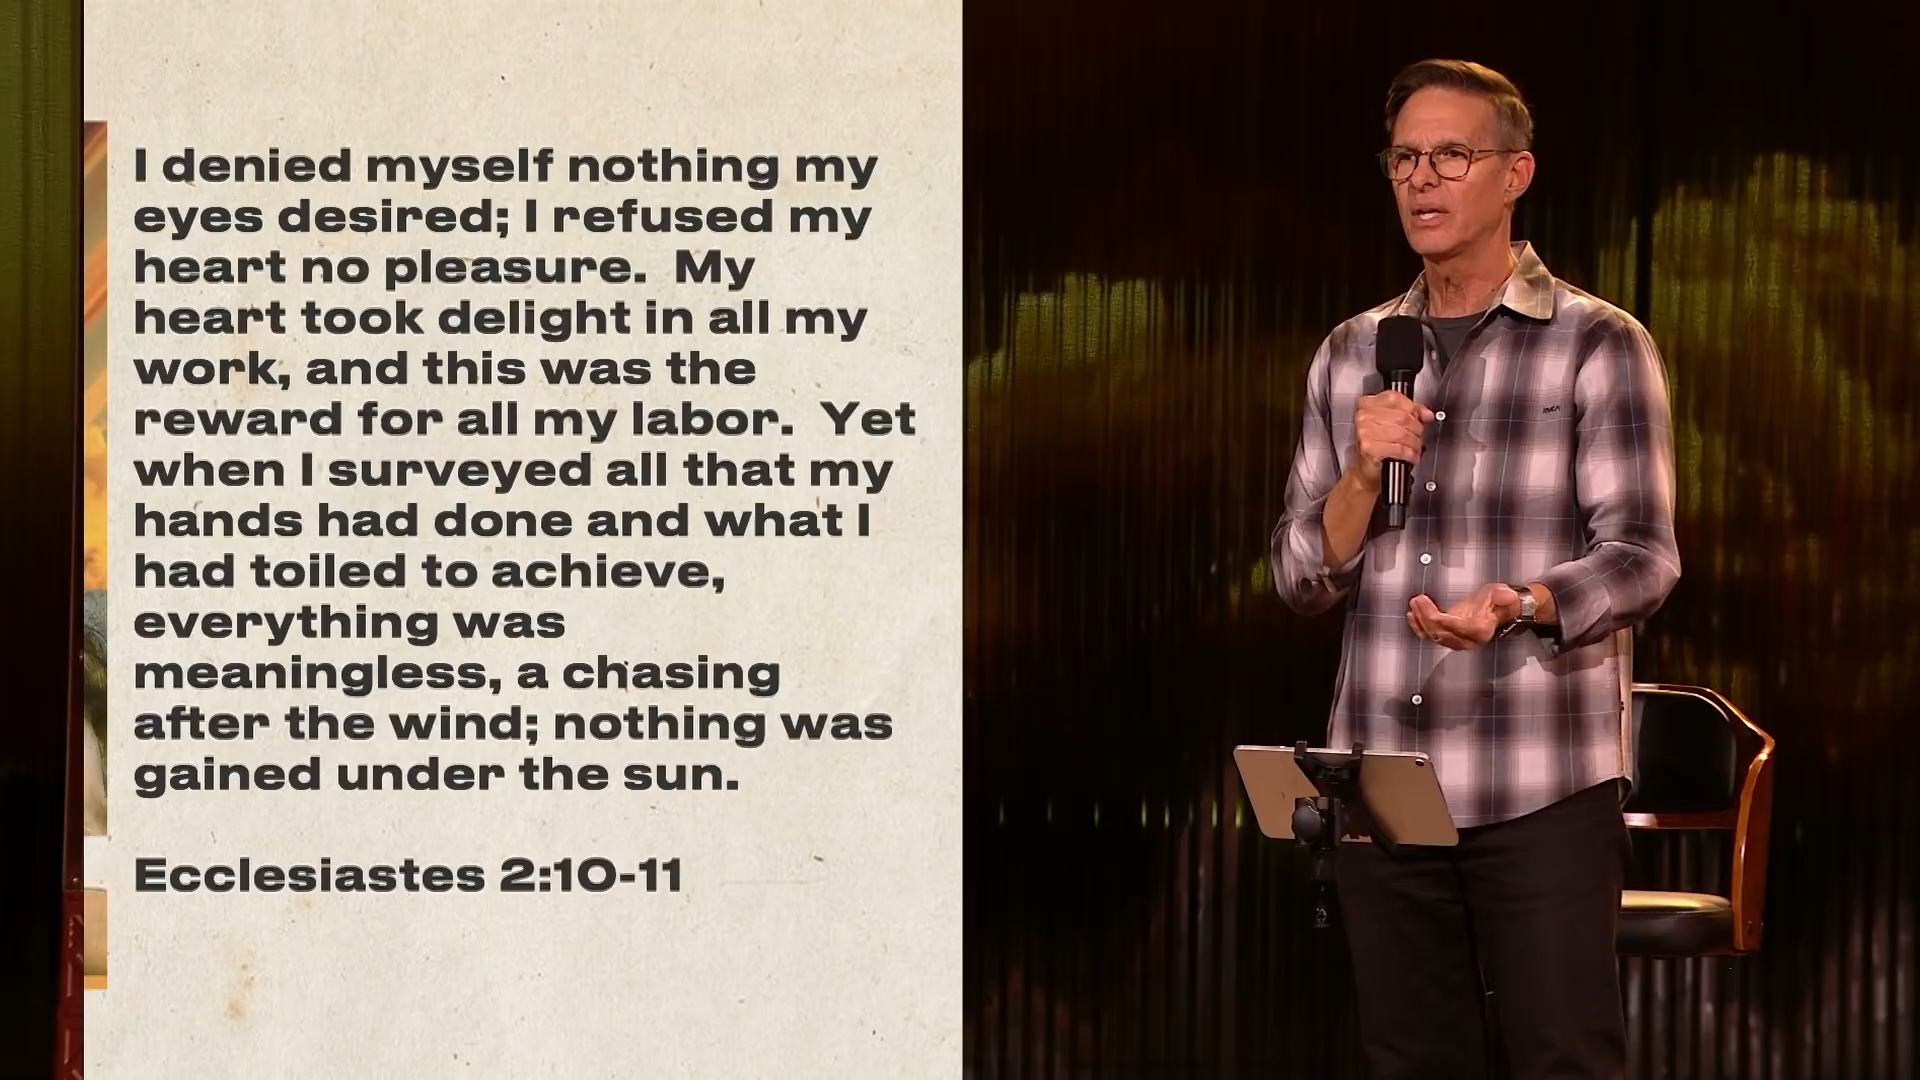 I denied myself nothing my
eyes desired; I refused my
heart no pleasure.  My
heart took delight in all my
work, and this was the
reward for all my labor.  Yet
when I surveyed all that my
hands had done and what I
had toiled to achieve,
everything was
meaningless, a chasing
after the wind; nothing was
gained under the sun.
Ecclesiastes 2:10-11
RVCA